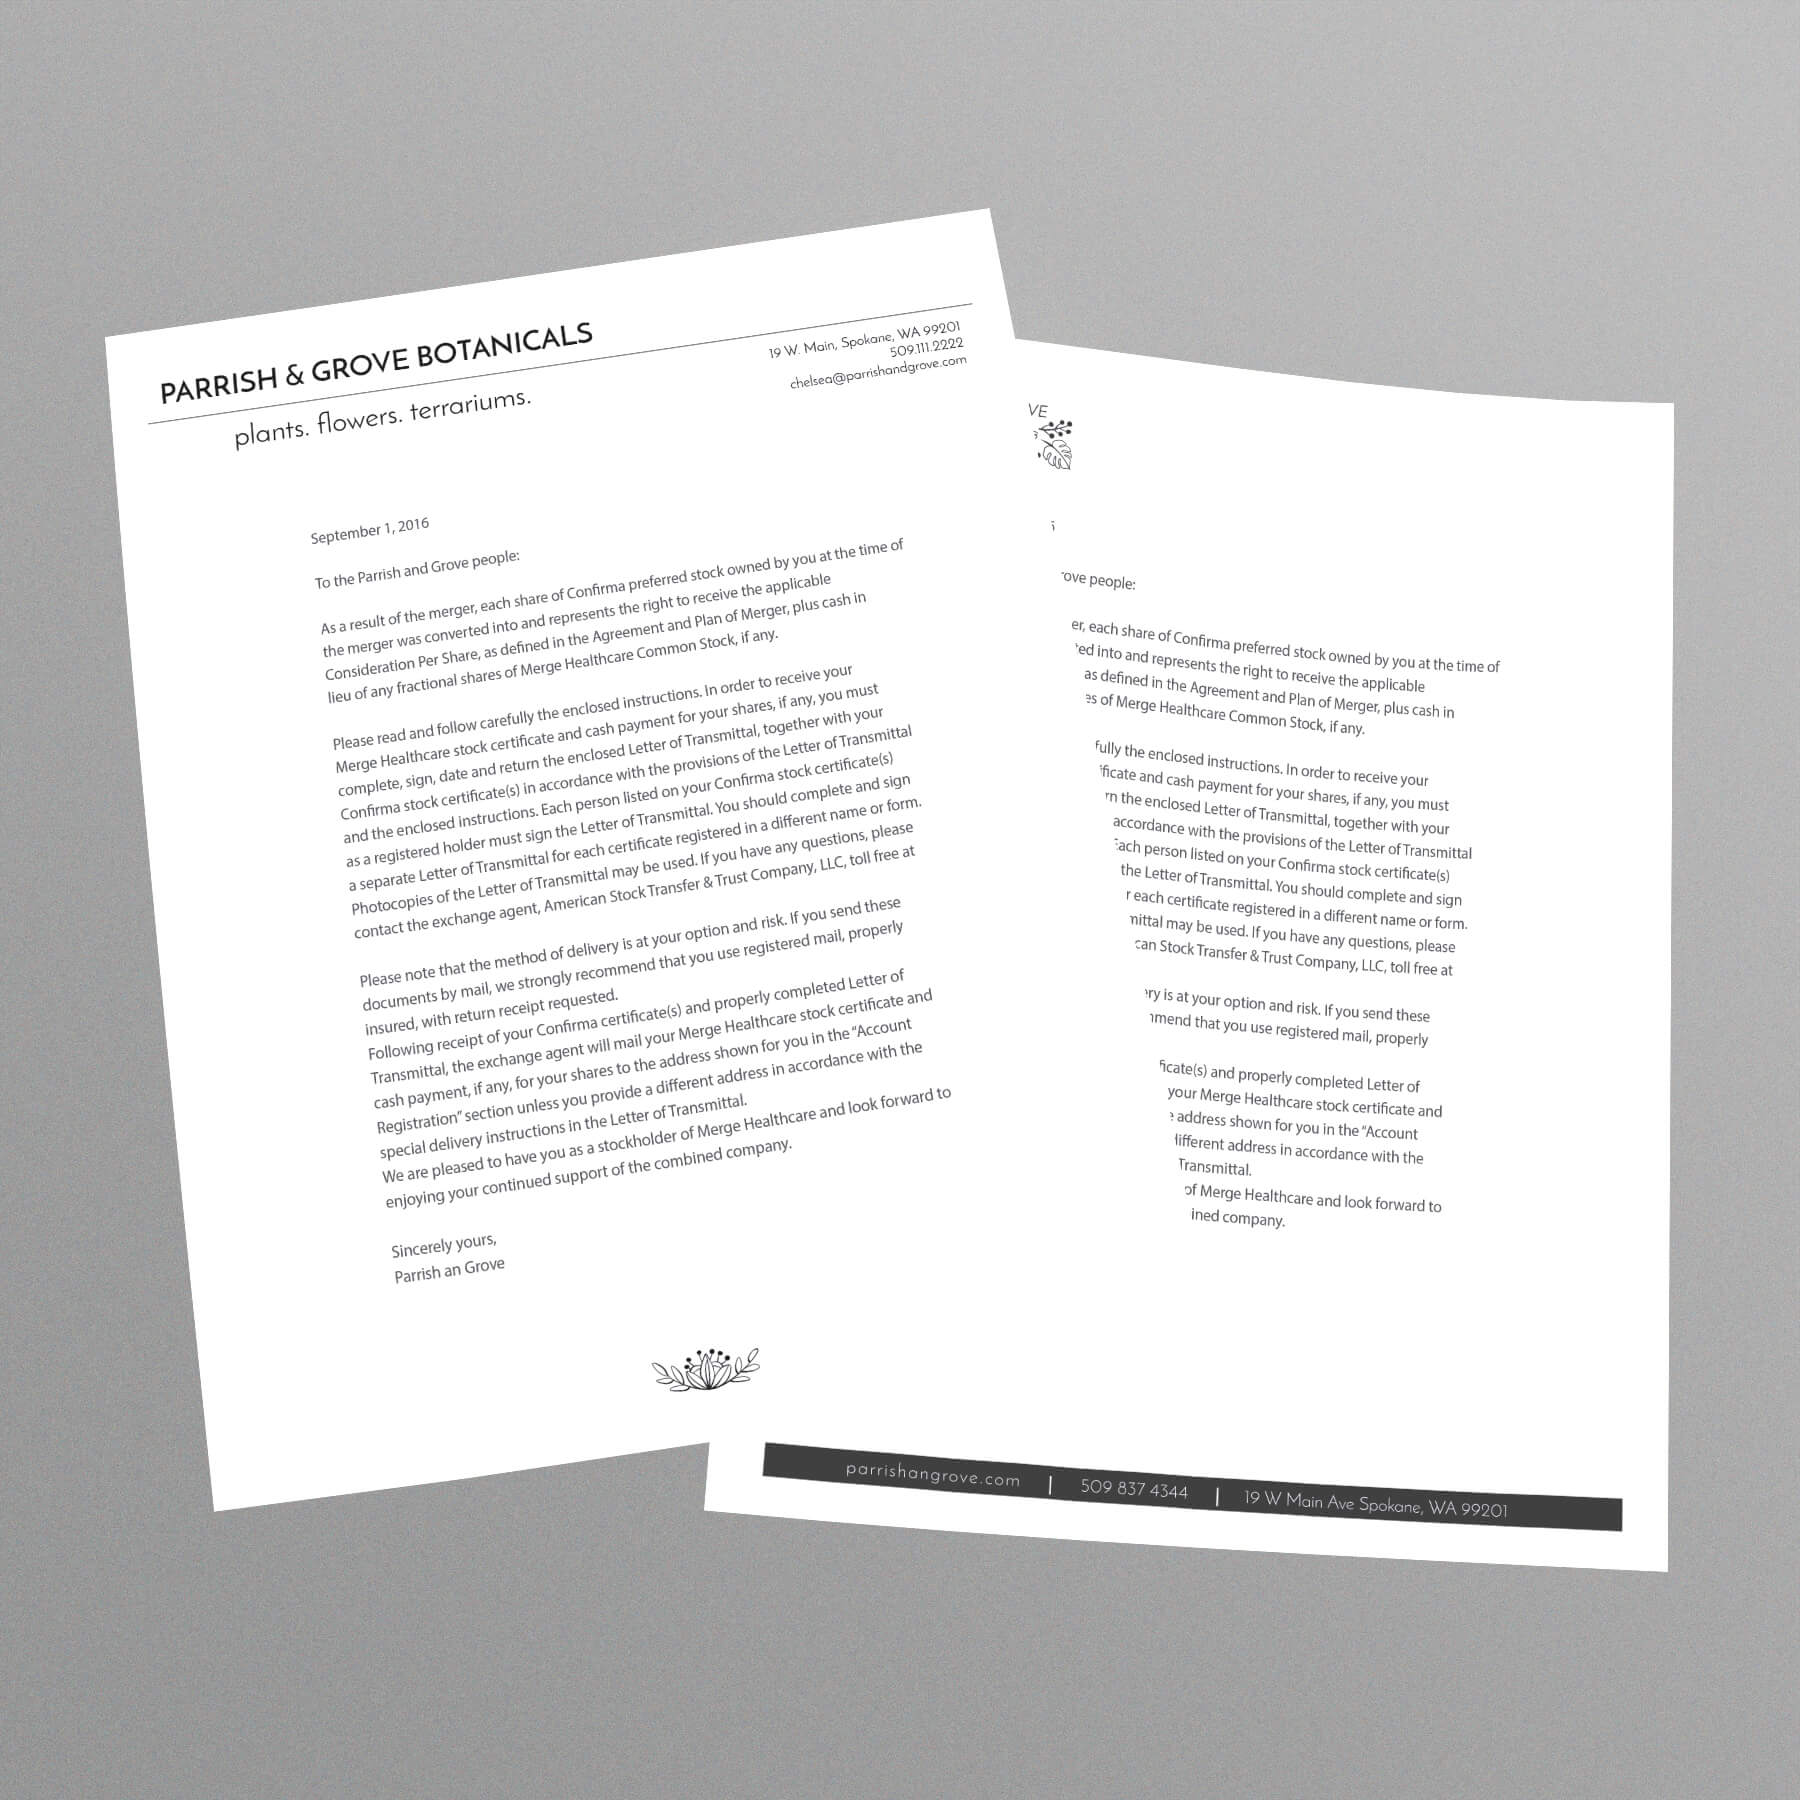 PARRISH & GROVE BOTANICALS
plants. flowers. terrariums.
19 W. Main, Spokane, WA 99201
509.111.2222
chelsea@parrishandgrove.com
September 1, 2016
To the Parrish and Grove people:
As a result of the merger, each share of Confirma preferred stock owned by you at the time of
the merger was converted into and represents the right to receive the applicable
Consideration Per Share, as defined in the Agreement and Plan of Merger, plus cash in
lieu of any fractional shares of Merge Healthcare Common Stock, if any.
Please read and follow carefully the enclosed instructions. In order to receive your
Merge Healthcare stock certificate and cash payment for your shares, if any, you must
complete, sign, date and return the enclosed Letter of Transmittal, together with your
Confirma stock certificate(s) in accordance with the provisions of the Letter of Transmittal
and the enclosed instructions. Each person listed on your Confirma stock certificate(s)
as a registered holder must sign the Letter of Transmittal. You should complete and sign
a separate Letter of Transmittal for each certificate registered in a different name or form.
Photocopies of the Letter of Transmittal may be used. If you have any questions, please
contact the exchange agent, American Stock Transfer & Trust Company, LLC, toll free at
Please note that the method of delivery is at your option and risk. If you send these
documents by mail, we strongly recommend that you use registered mail, properly
insured, with return receipt requested.
Following receipt of your Confirma certificate(s) and properly completed Letter of
Transmittal, the exchange agent will mail your Merge Healthcare stock certificate and
cash payment, if any, for your shares to the address shown for you in the “Account
Registration” section unless you provide a different address in accordance with the
special delivery instructions in the Letter of Transmittal.
We are pleased to have you as a stockholder of Merge Healthcare and look forward to
enjoying your continued support of the combined company.
Sincerely yours,
Parrish an Grove
VE
ove people:
er, each share of Confirma preferred stock owned by you at the time of
ed into and represents the right to receive the applicable
as defined in the Agreement and Plan of Merger, plus cash in
es of Merge Healthcare Common Stock, if any.
fully the enclosed instructions. In order to receive your
ificate and cash payment for your shares, if any, you must
rn the enclosed Letter of Transmittal, together with your
accordance with the provisions of the Letter of Transmittal
Each person listed on your Confirma stock certificate(s)
the Letter of Transmittal. You should complete and sign
r each certificate registered in a different name or form.
mittal may be used. If you have any questions, please
can Stock Transfer & Trust Company, LLC, toll free at
ry is at your option and risk. If you send these
mmend that you use registered mail, properly
ficate(s) and properly completed Letter of
your Merge Healthcare stock certificate and
e address shown for you in the “Account
different address in accordance with the
Transmittal.
of Merge Healthcare and look forward to
ined company.
parrishangrove.com | 509 837 4344 | 19 W Main Ave Spokane, WA 99201